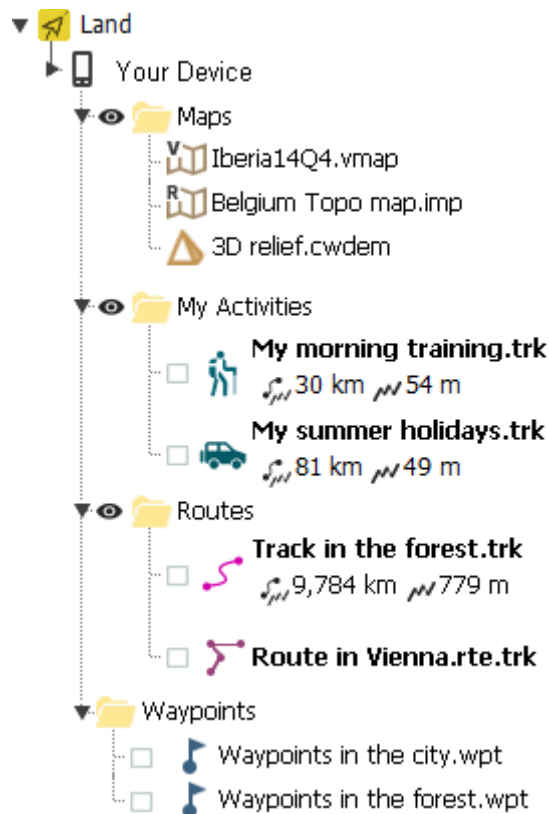 Land
Your Device
Maps
V
Iberia14Q4.vmap
R
Belgium Topo map.imp
3D relief.cwdem
My Activities
My morning training.trk
30 km 54 m
My summer holidays.trk
81 km 49 m
Routes
Track in the forest.trk
9,784 km 779 m
Route in Vienna.rte.trk
Waypoints
Waypoints in the city.wpt
Waypoints in the forest.wpt